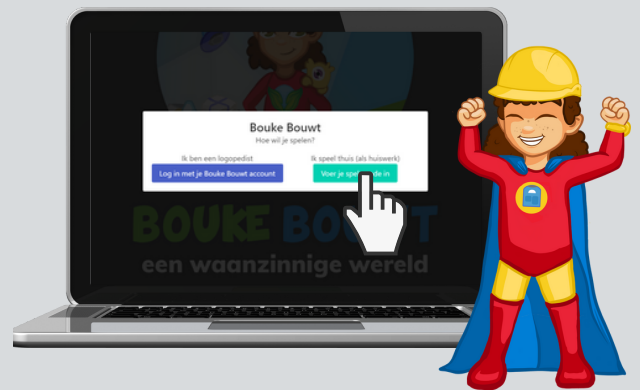 Bouke Bouwt
Hoe wil je spelen?
Ik ben een logopedist
Ik speel thuis (als huiswerk)
Log in met je Bouke Bouwt account
Voer je in
BOUKE
een waanzinnige wereld